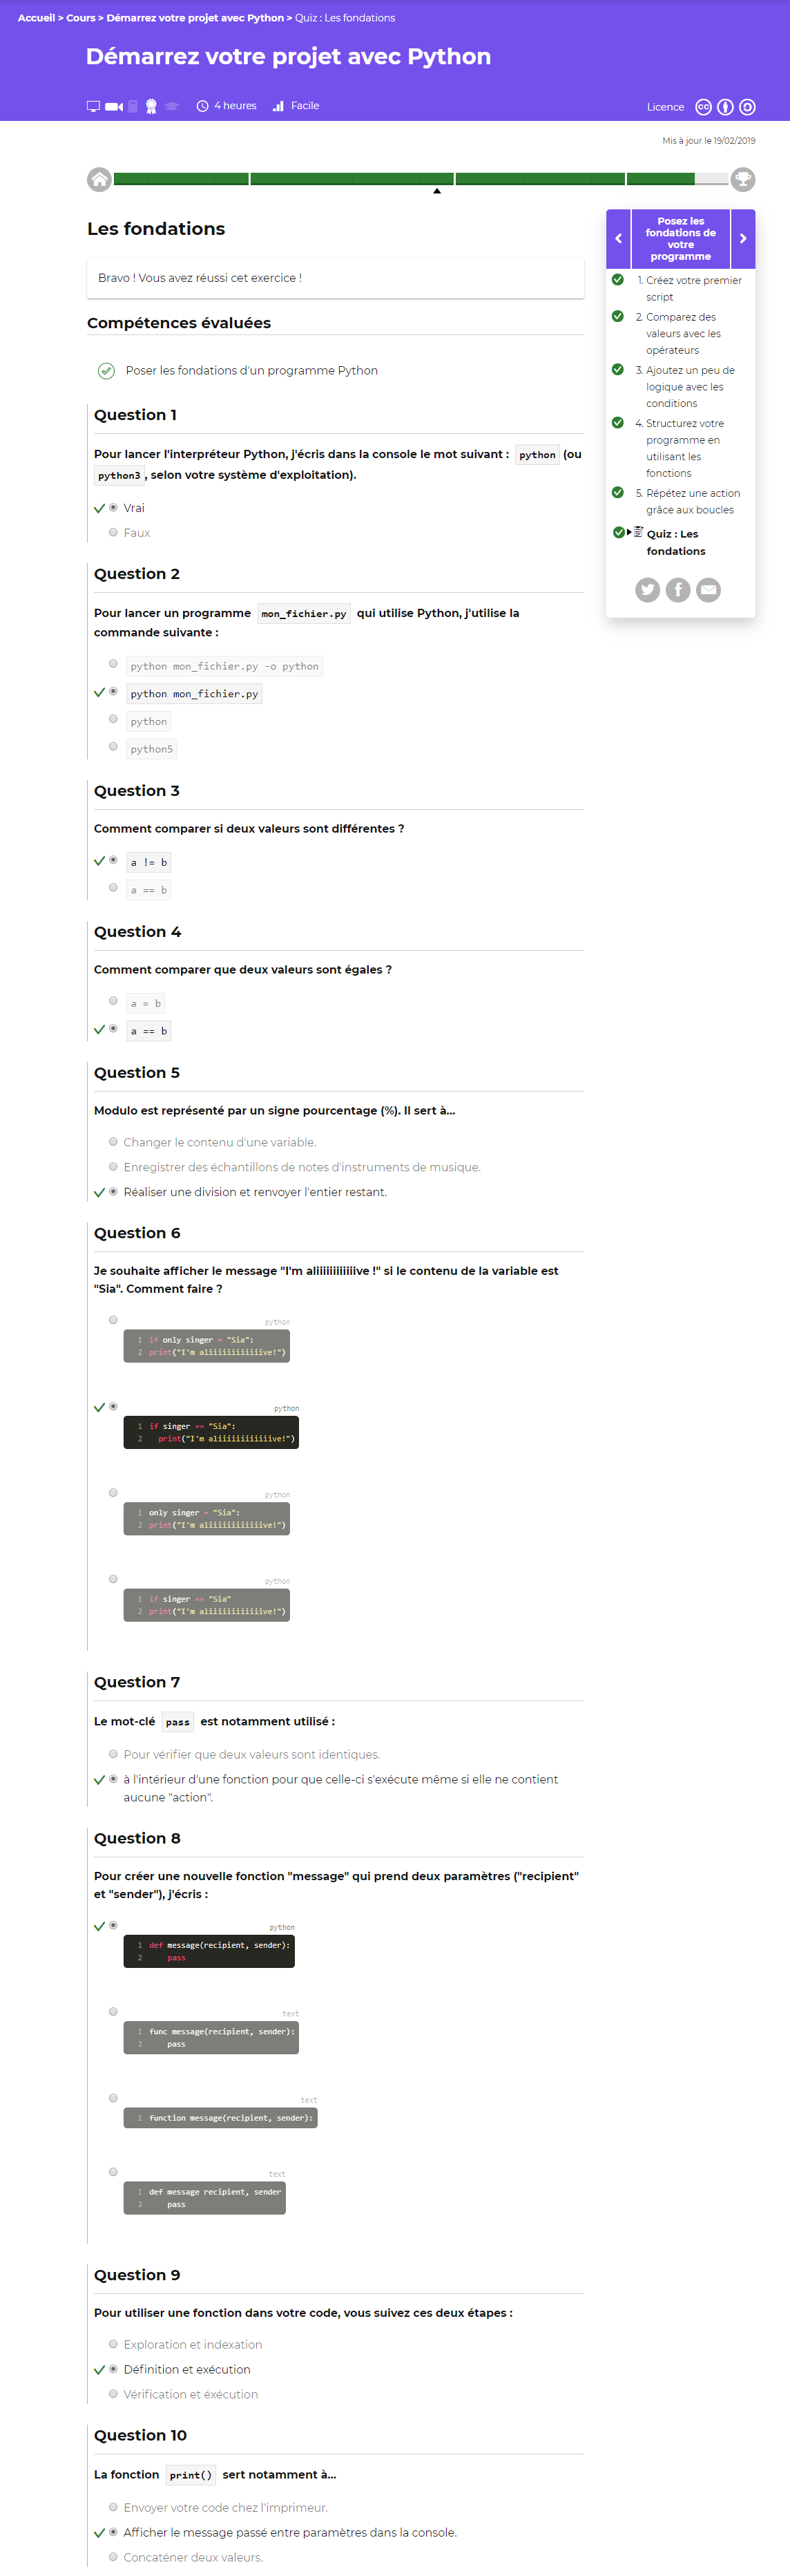 Accueil > Cours > Démarrez votre projet avec Python > Quiz : Les fondations
Démarrez votre projet avec Python
4 heures
Facile
Licence
Mis à jour le 19/02/2019
Les fondations
Bravo ! Vous avez réussi cet exercice !
Compétences évaluées
Poser les fondations d'un programme Python
Question 1
Pour lancer l'interpréteur Python, j'écris dans la console le mot suivant : python (ou
python3, selon votre système d'exploitation).
Vrai
Faux
Question 2
Pour lancer un programme mon_fichier.py qui utilise Python, j'utilise la
commande suivante :
python mon_fichier.py -o python
python mon_fichier.py
python
python5
Question 3
Comment comparer si deux valeurs sont différentes ?
a != b
a == b
Question 4
Comment comparer que deux valeurs sont égales ?
a = b
a == b
Question 5
Modulo est représenté par un signe pourcentage (%). Il sert à...
Changer le contenu d'une variable.
Enregistrer des échantillons de notes d'instruments de musique.
Réaliser une division et renvoyer l'entier restant.
Question 6
Je souhaite afficher le message "I'm aliiiiiiiiiiiive !" si le contenu de la variable est
"Sia". Comment faire ?
python
1 if only singer = "Sia":
2 print("I'm aliiiiiiiiiiiive!")
python
1 if singer == "Sia":
2   print("I'm aliiiiiiiiiiiive!")
python
1 only singer = "Sia":
2 print("I'm aliiiiiiiiiiiive!")
python
1 if singer == "Sia"
2 print("I'm aliiiiiiiiiiiive!")
Question 7
Le mot-clé pass est notamment utilisé :
Pour vérifier que deux valeurs sont identiques.
à l'intérieur d'une fonction pour que celle-ci s'exécute même si elle ne contient
aucune "action".
Question 8
Pour créer une nouvelle fonction "message" qui prend deux paramètres ("recipient"
et "sender"), j'écris :
python
1 def message(recipient, sender):
2     pass
text
1 func message(recipient, sender):
2     pass
text
1 function message(recipient, sender):
text
1 def message recipient, sender
2     pass
Question 9
Pour utiliser une fonction dans votre code, vous suivez ces deux étapes :
Exploration et indexation
Définition et exécution
Vérification et éxécution
Question 10
La fonction print() sert notamment à...
Envoyer votre code chez l'imprimeur.
Afficher le message passé entre paramètres dans la console.
Concaténer deux valeurs.
Posez les
fondations de
votre
programme
1. Créez votre premier
script
2. Comparez des
valeurs avec les
opérateurs
3. Ajoutez un peu de
logique avec les
conditions
4. Structurez votre
programme en
utilisant les
fonctions
5. Répétez une action
grâce aux boucles
Quiz : Les
fondations